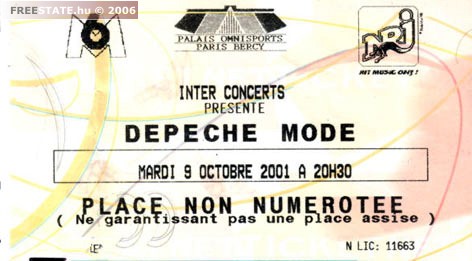 FREESTATE.hu © 2006
PALAIS OMNISPORTS
PARIS BERCY
NRJ
HIT MUSIC ONLY !
INTER CONCERTS
PRESENTE
DEPECHE MODE
MARDI 9 OCTOBRE 2001 A 20H30
PLACE NON NUMEROTEE
( Ne garantissant pas une place assise )
N LIC: 11663